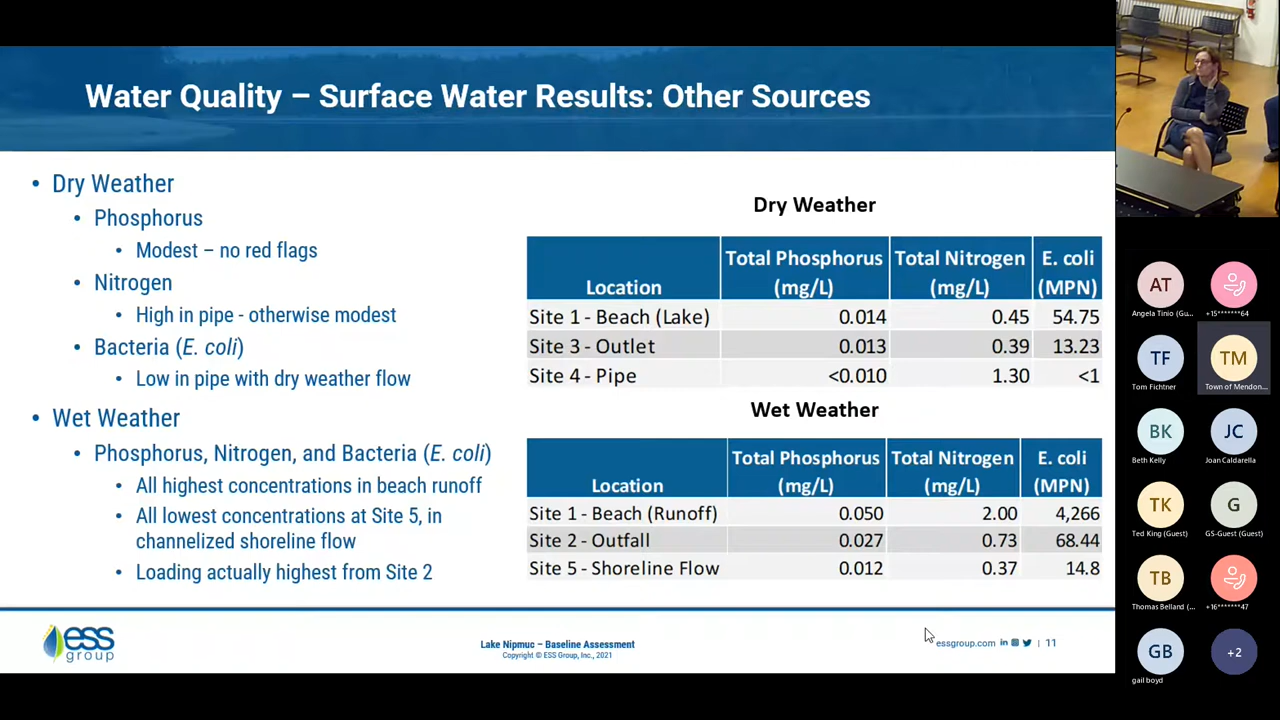 Water Quality – Surface Water Results: Other Sources
• Dry Weather
• Phosphorus
• Modest – no red flags
• Nitrogen
• High in pipe - otherwise modest
• Bacteria (E. coli)
• Low in pipe with dry weather flow
• Wet Weather
• Phosphorus, Nitrogen, and Bacteria (E. coli)
• All highest concentrations in beach runoff
• All lowest concentrations at Site 5, in
channelized shoreline flow
• Loading actually highest from Site 2
Dry Weather
Location Total Phosphorus (mg/L) Total Nitrogen (mg/L) E. coli (MPN)
Site 1 - Beach (Lake) 0.014 0.45 54.75
Site 3 - Outlet 0.013 0.39 13.23
Site 4 - Pipe <0.010 1.30 <1
Wet Weather
Location Total Phosphorus (mg/L) Total Nitrogen (mg/L) E. coli (MPN)
Site 1 - Beach (Runoff) 0.050 2.00 4,266
Site 2 - Outfall 0.027 0.73 68.44
Site 5 - Shoreline Flow 0.012 0.37 14.8
ess
group
Lake Nipmuc – Baseline Assessment
Copyright © ESS Group, Inc., 2021
essgroup.com | 11
AT
Angela Tinio (Gu...
+15*******64
TF
Tom Fichtner
TM
Town of Mendon...
BK
Beth Kelly
JC
Joan Caldarella
TK
Ted King (Guest)
G
GS-Guest (Guest)
TB
Thomas Belland (...
+16*******47
GB
gail boyd
+2